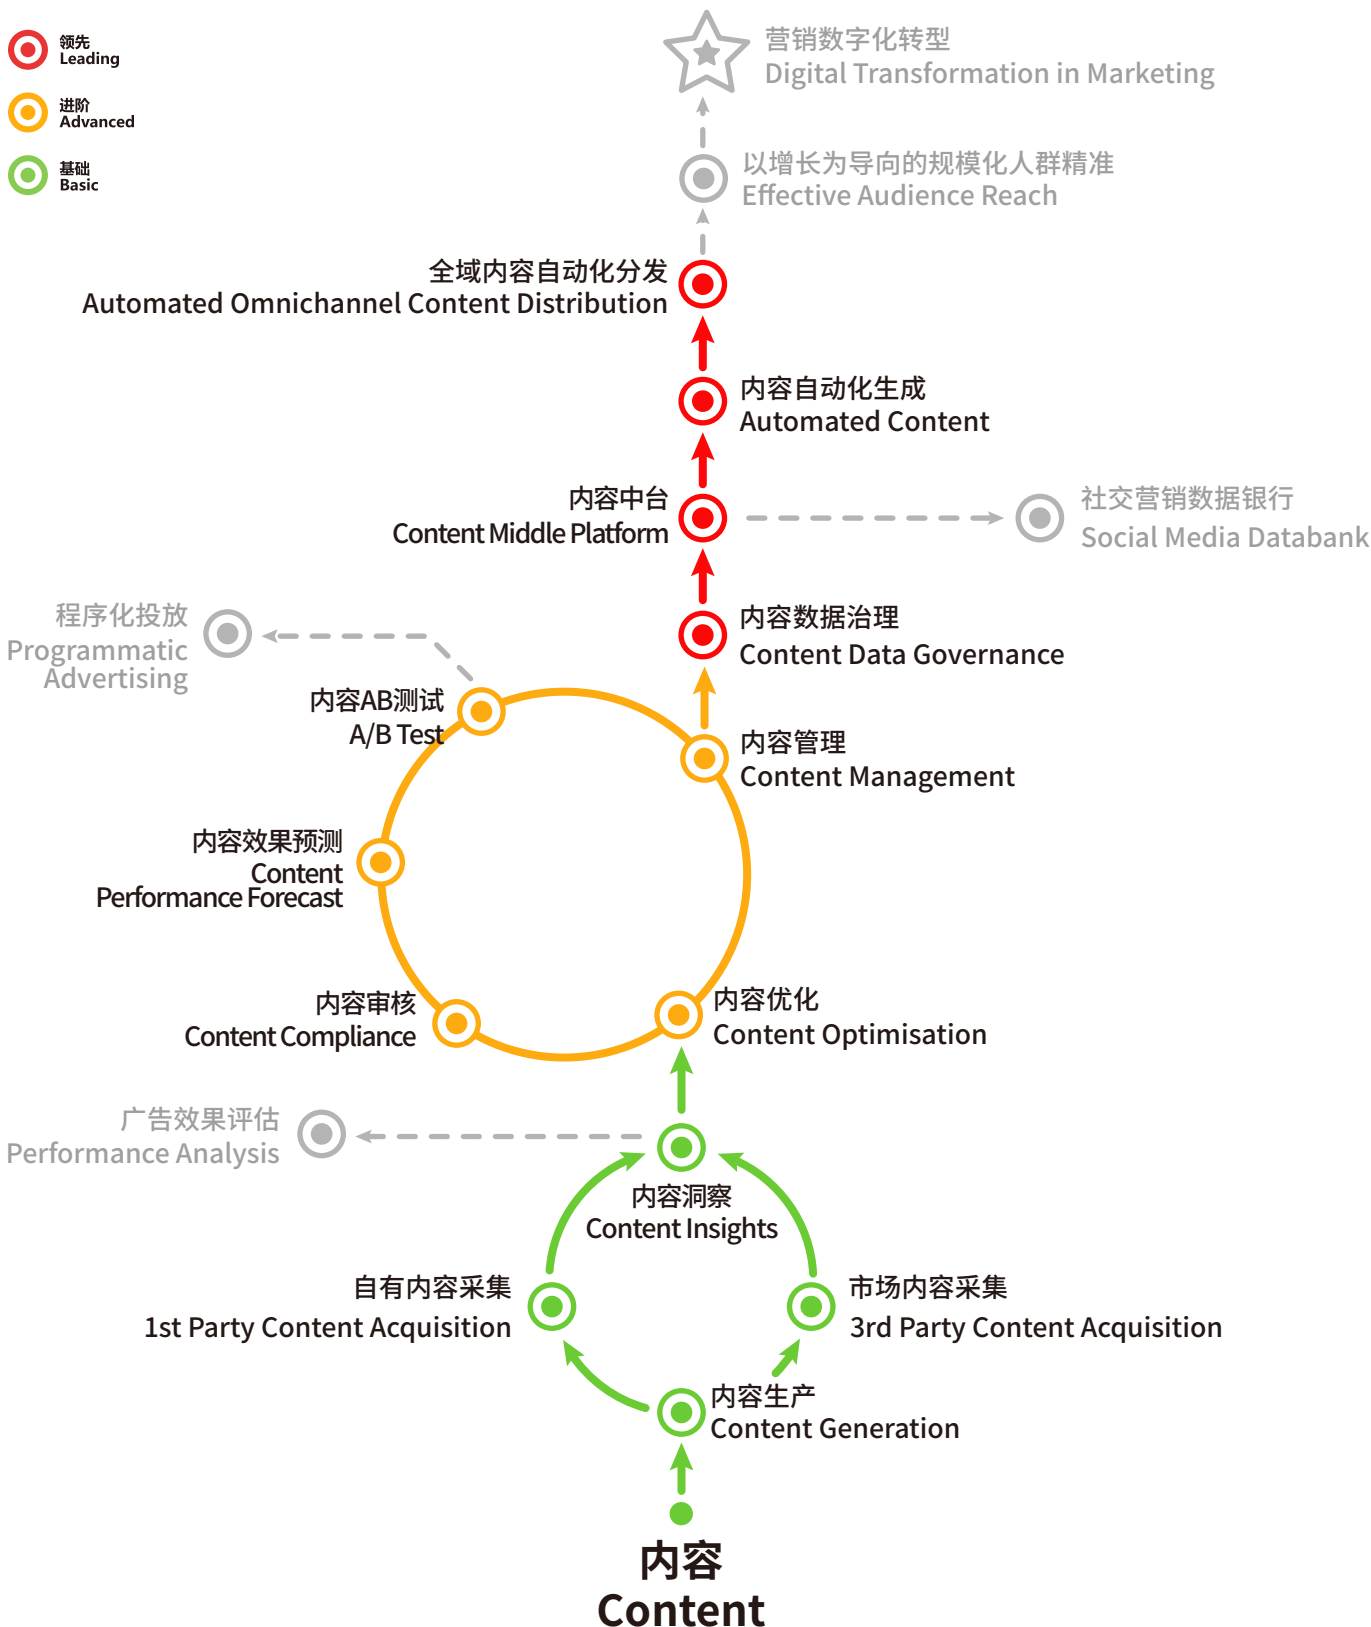 领先
Leading
进阶
Advanced
基础
Basic
营销数字化转型
Digital Transformation in Marketing
以增长为导向的规模化人群精准
Effective Audience Reach
全域内容自动化分发
Automated Omnichannel Content Distribution
内容自动化生成
Automated Content
内容中台
Content Middle Platform
社交营销数据银行
Social Media Databank
程序化投放
Programmatic
Advertising
内容数据治理
Content Data Governance
内容AB测试
A/B Test
内容管理
Content Management
内容效果预测
Content
Performance Forecast
内容审核
Content Compliance
内容优化
Content Optimisation
广告效果评估
Performance Analysis
内容洞察
Content Insights
自有内容采集
1st Party Content Acquisition
市场内容采集
3rd Party Content Acquisition
内容生产
Content Generation
内容
Content